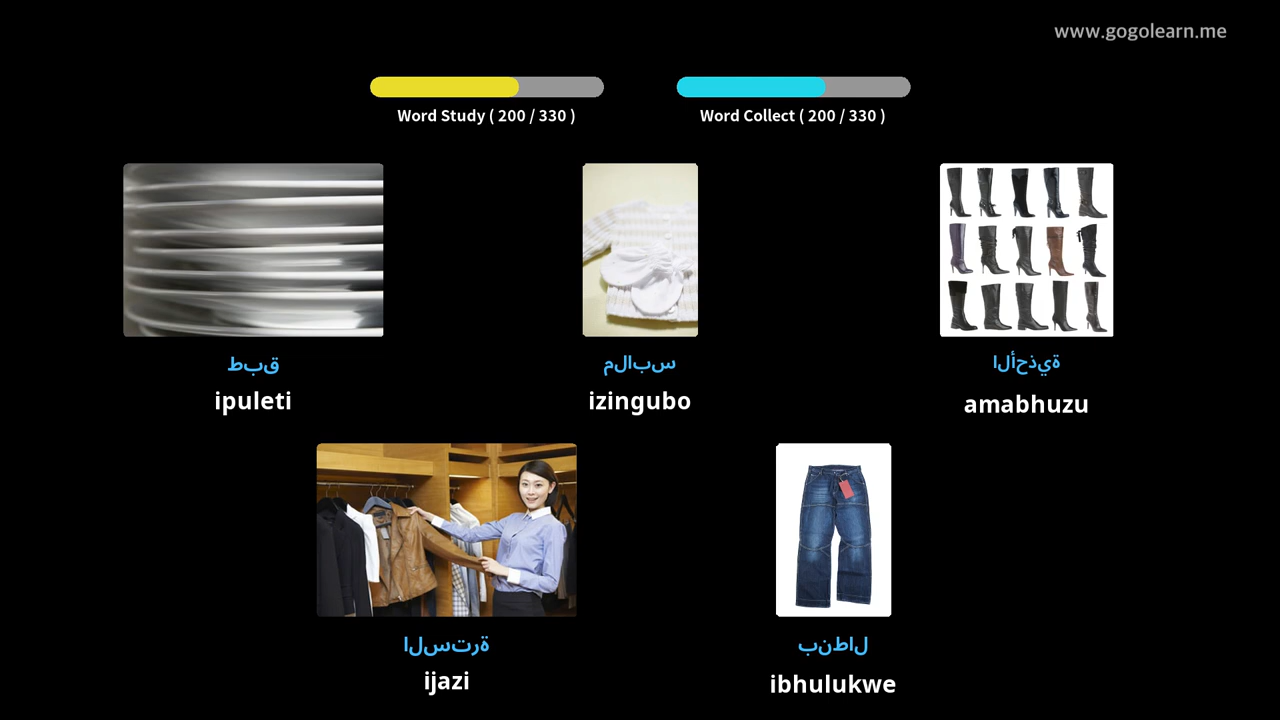 www.gogolearn.me
Word Study ( 200 / 330 )
Word Collect ( 200 / 330 )
طبق
ipuleti
ملابس
izingubo
الأحذية
amabhuzu
السترة
ijazi
بنطال
ibhulukwe